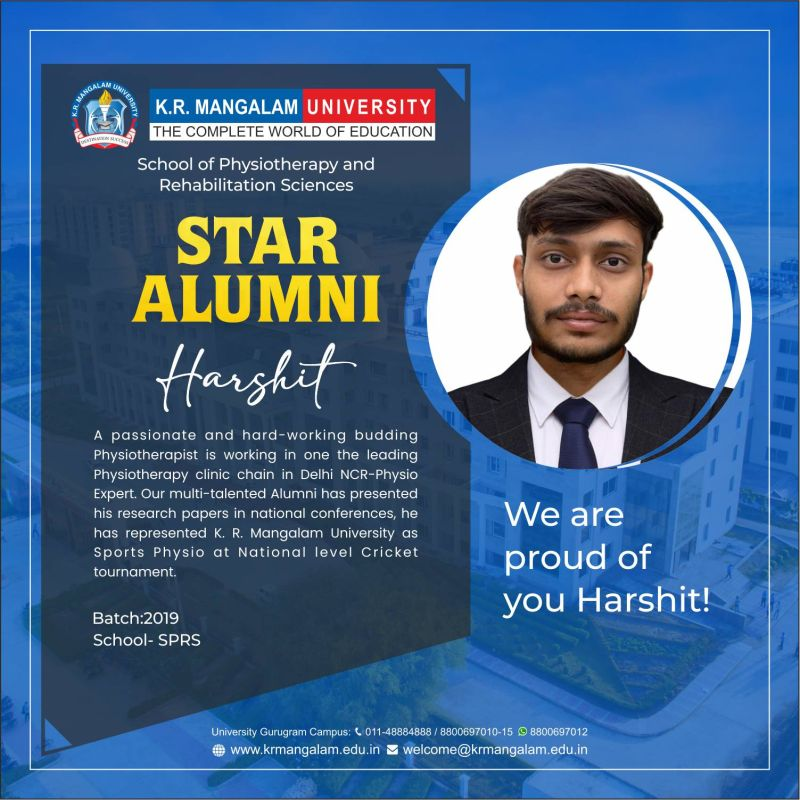 K.R. MANGALAM UNIVERSITY
DESTINATION SUCCESS
K.R. MANGALAM UNIVERSITY
THE COMPLETE WORLD OF EDUCATION
School of Physiotherapy and
Rehabilitation Sciences
STAR
ALUMNI
Harshit
A passionate and hard-working budding
Physiotherapist is working in one the leading
Physiotherapy clinic chain in Delhi NCR-Physio
Expert. Our multi-talented Alumni has presented
his research papers in national conferences, he
has represented K. R. Mangalam University as
Sports Physio at National level Cricket
tournament.
Batch:2019
School- SPRS
We are
proud of
you Harshit!
University Gurugram Campus: 011-48884888 / 8800697010-15 8800697012
www.krmangalam.edu.in welcome@krmangalam.edu.in